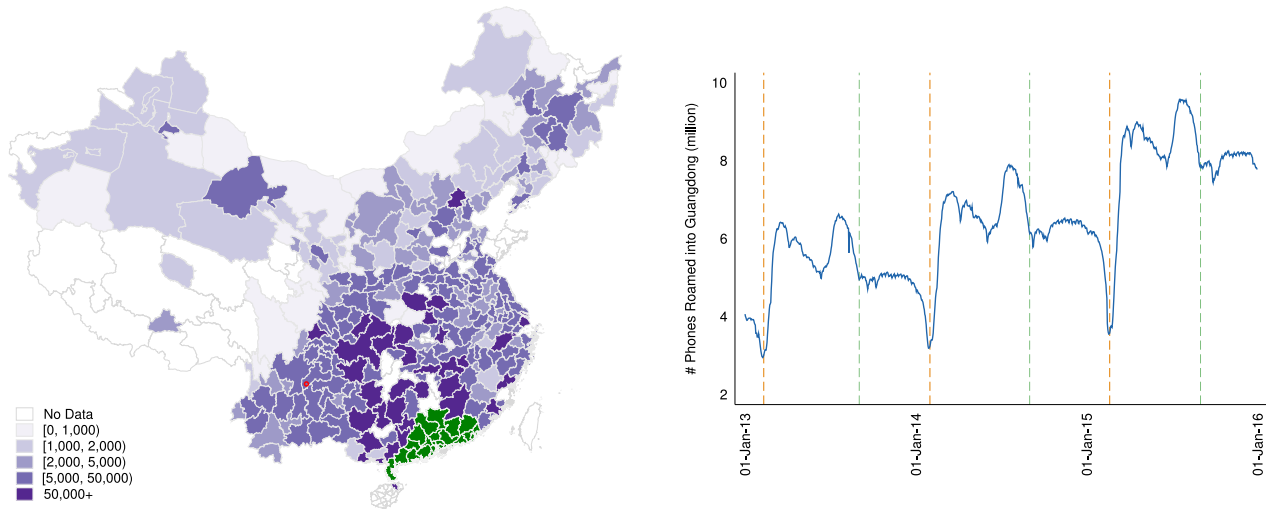 No Data
[0, 1,000)
[1,000, 2,000)
[2,000, 5,000)
[5,000, 50,000)
50,000+
# Phones Roamed into Guangdong (million)
10
8
6
4
2
01-Jan-13
01-Jan-14
01-Jan-15
01-Jan-16